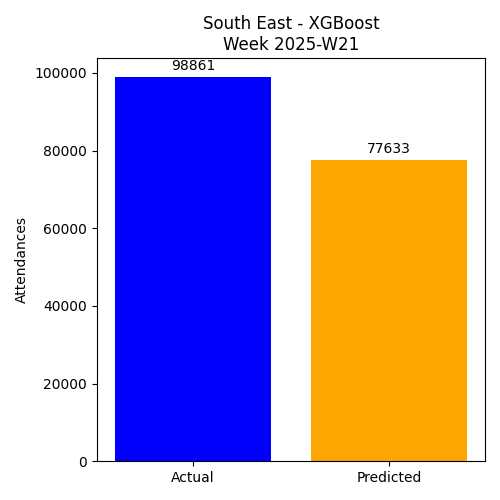 South East - XGBoost
Week 2025-W21
98861
77633
100000
80000
60000
40000
20000
0
Attendances
Actual
Predicted